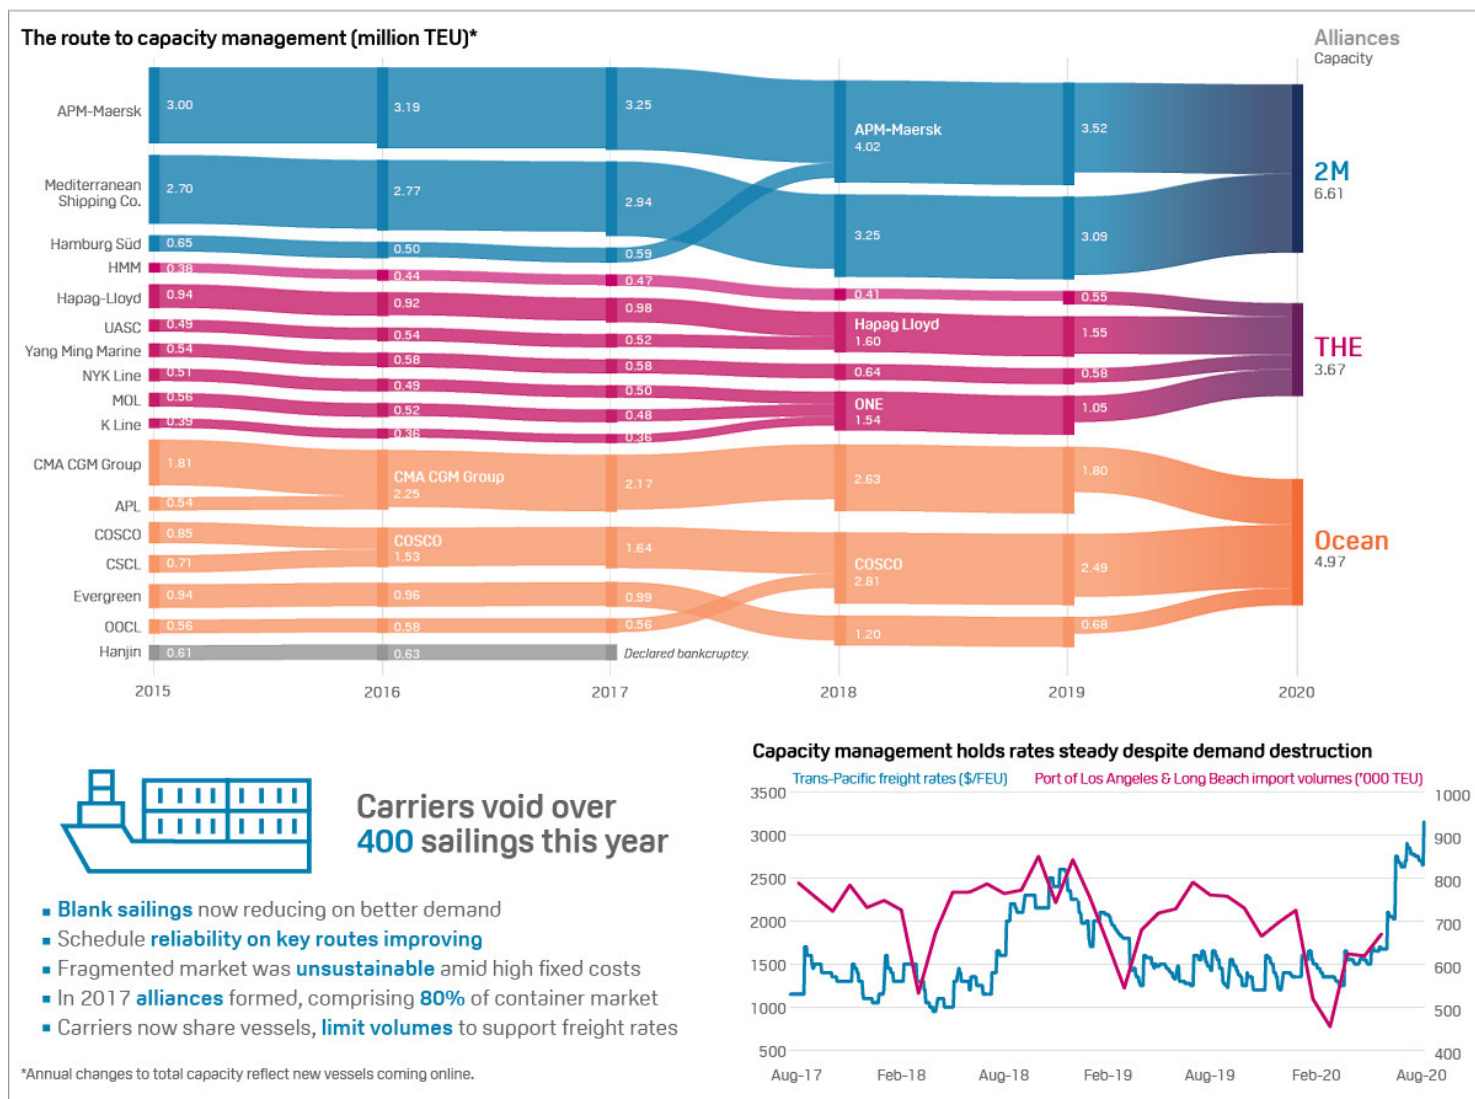 The route to capacity management (million TEU)*
Alliances
Capacity
APM-Maersk
3.00
3.19
3.25
APM-Maersk
4.02
3.52
Mediterranean
Shipping Co.
2.70
2.77
2.94
3.25
3.09
2M
6.61
Hamburg Süd
0.65
0.50
0.59
HMM
0.38
0.44
0.47
0.41
0.55
Hapag-Lloyd
0.94
0.92
0.98
Hapag Lloyd
1.60
1.55
UASC
0.49
0.54
0.52
THE
3.67
Yang Ming Marine
0.54
0.58
0.58
0.64
0.58
NYK Line
0.51
0.49
0.50
MOL
0.56
0.52
0.48
ONE
1.54
1.05
K Line
0.39
0.36
0.36
CMA CGM Group
1.81
CMA CGM Group
2.25
2.17
2.63
1.80
APL
0.54
COSCO
0.85
COSCO
1.53
1.64
COSCO
2.81
2.49
Ocean
4.97
CSCL
0.71
Evergreen
0.94
0.96
0.99
1.20
0.68
OOCL
0.56
0.58
0.56
Hanjin
0.61
0.63
Declared bankruptcy.
2015
2016
2017
2018
2019
2020
Carriers void over
400 sailings this year
▪ Blank sailings now reducing on better demand
▪ Schedule reliability on key routes improving
▪ Fragmented market was unsustainable amid high fixed costs
▪ In 2017 alliances formed, comprising 80% of container market
▪ Carriers now share vessels, limit volumes to support freight rates
*Annual changes to total capacity reflect new vessels coming online.
Capacity management holds rates steady despite demand destruction
Trans-Pacific freight rates ($/FEU)
Port of Los Angeles & Long Beach import volumes ('000 TEU)
3500
3000
2500
2000
1500
1000
500
1000
900
800
700
600
500
400
Aug-17
Feb-18
Aug-18
Feb-19
Aug-19
Feb-20
Aug-20